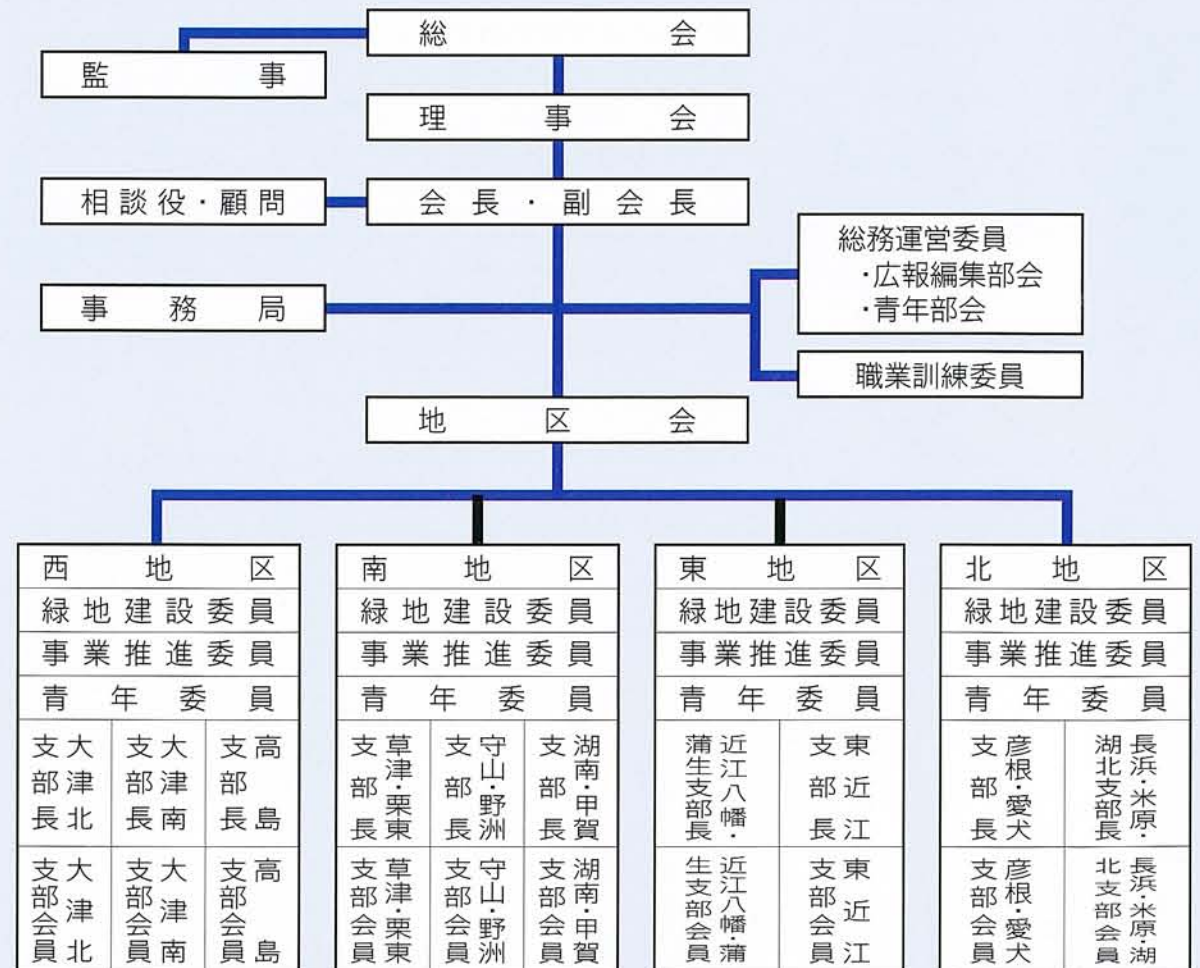 総会
監事
理事会
相談役・顧問
会長・副会長
総務運営委員
・広報編集部会
・青年部会
事務局
職業訓練委員
地区会
西地区
緑地建設委員
事業推進委員
青年委員
大津北
支部長
大津南
支部長
高島
支部長
大津北
支部会員
大津南
支部会員
高島
支部会員
南地区
緑地建設委員
事業推進委員
青年委員
草津・栗東
支部長
守山・野洲
支部長
湖南・甲賀
支部長
草津・栗東
支部会員
守山・野洲
支部会員
湖南・甲賀
支部会員
東地区
緑地建設委員
事業推進委員
青年委員
近江八幡・
蒲生支部長
東近江
支部長
近江八幡・蒲
生支部会員
東近江
支部会員
北地区
緑地建設委員
事業推進委員
青年委員
彦根・愛犬
支部長
長浜・米原・
湖北支部長
彦根・愛犬
支部会員
長浜・米原・湖
北支部会員